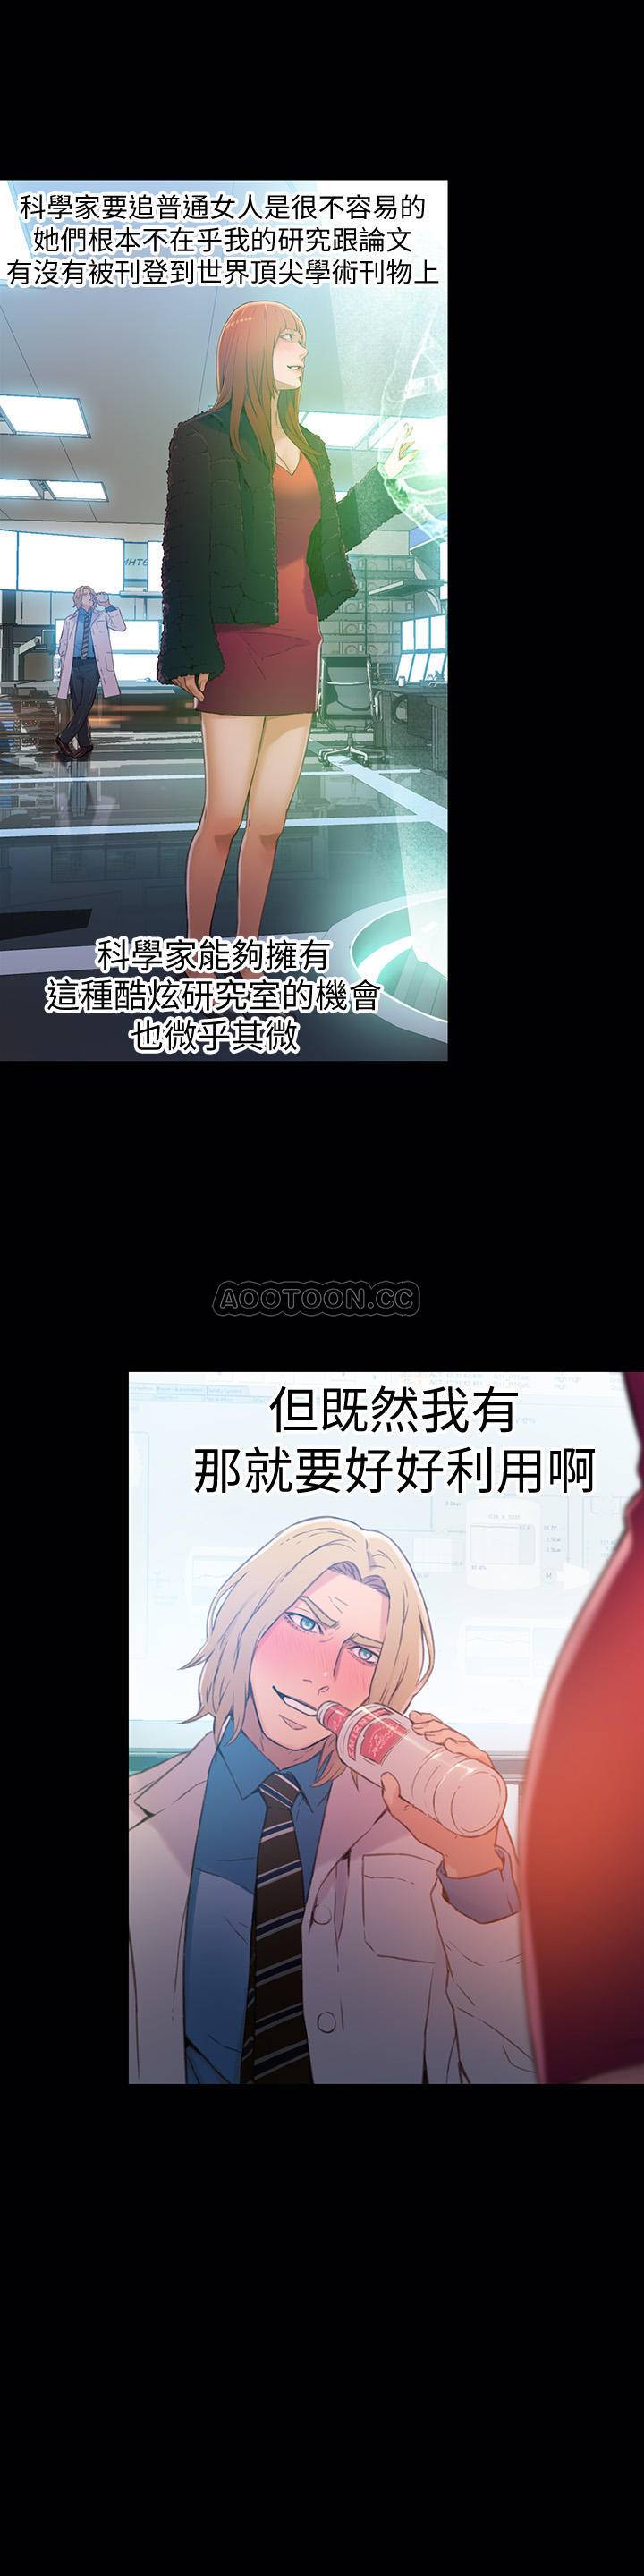 科學家要追普通女人是很不容易的
她們根本不在乎我的研究跟論文
有沒有被刊登到世界頂尖學術刊物上
科學家能夠擁有
這種酷炫研究室的機會
也微乎其微
AOOTOON.CC
但既然我有
那就要好好利用啊